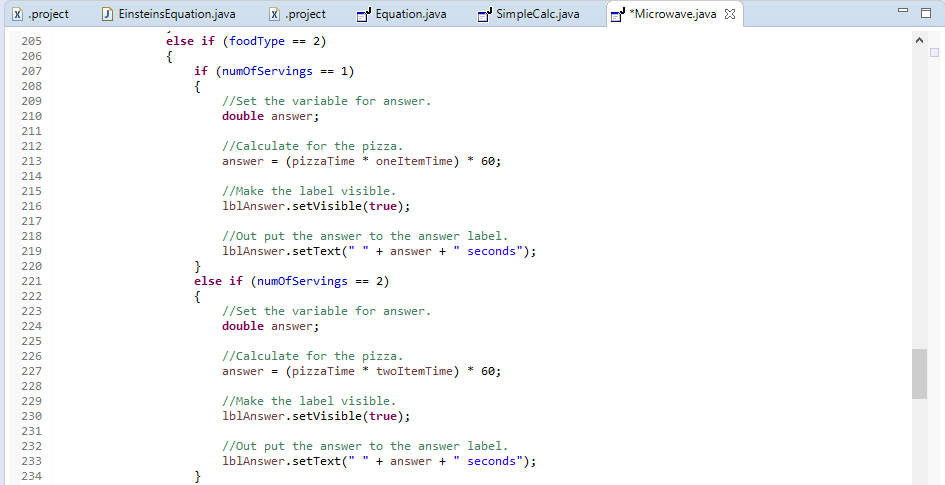 .project EinsteinsEquation.java .project Equation.java SimpleCalc.java *Microwave.java
205 else if (foodType == 2)
206 {
207 if (numOfServings == 1)
208 {
209 //Set the variable for answer.
210 double answer;
211
212 //Calculate for the pizza.
213 answer = (pizzaTime * oneItemTime) * 60;
214
215 //Make the label visible.
216 lblAnswer.setVisible(true);
217
218 //Out put the answer to the answer label.
219 lblAnswer.setText(" " + answer + " seconds");
220 }
221 else if (numOfServings == 2)
222 {
223 //Set the variable for answer.
224 double answer;
225
226 //Calculate for the pizza.
227 answer = (pizzaTime * twoItemTime) * 60;
228
229 //Make the label visible.
230 lblAnswer.setVisible(true);
231
232 //Out put the answer to the answer label.
233 lblAnswer.setText(" " + answer + " seconds");
234 }